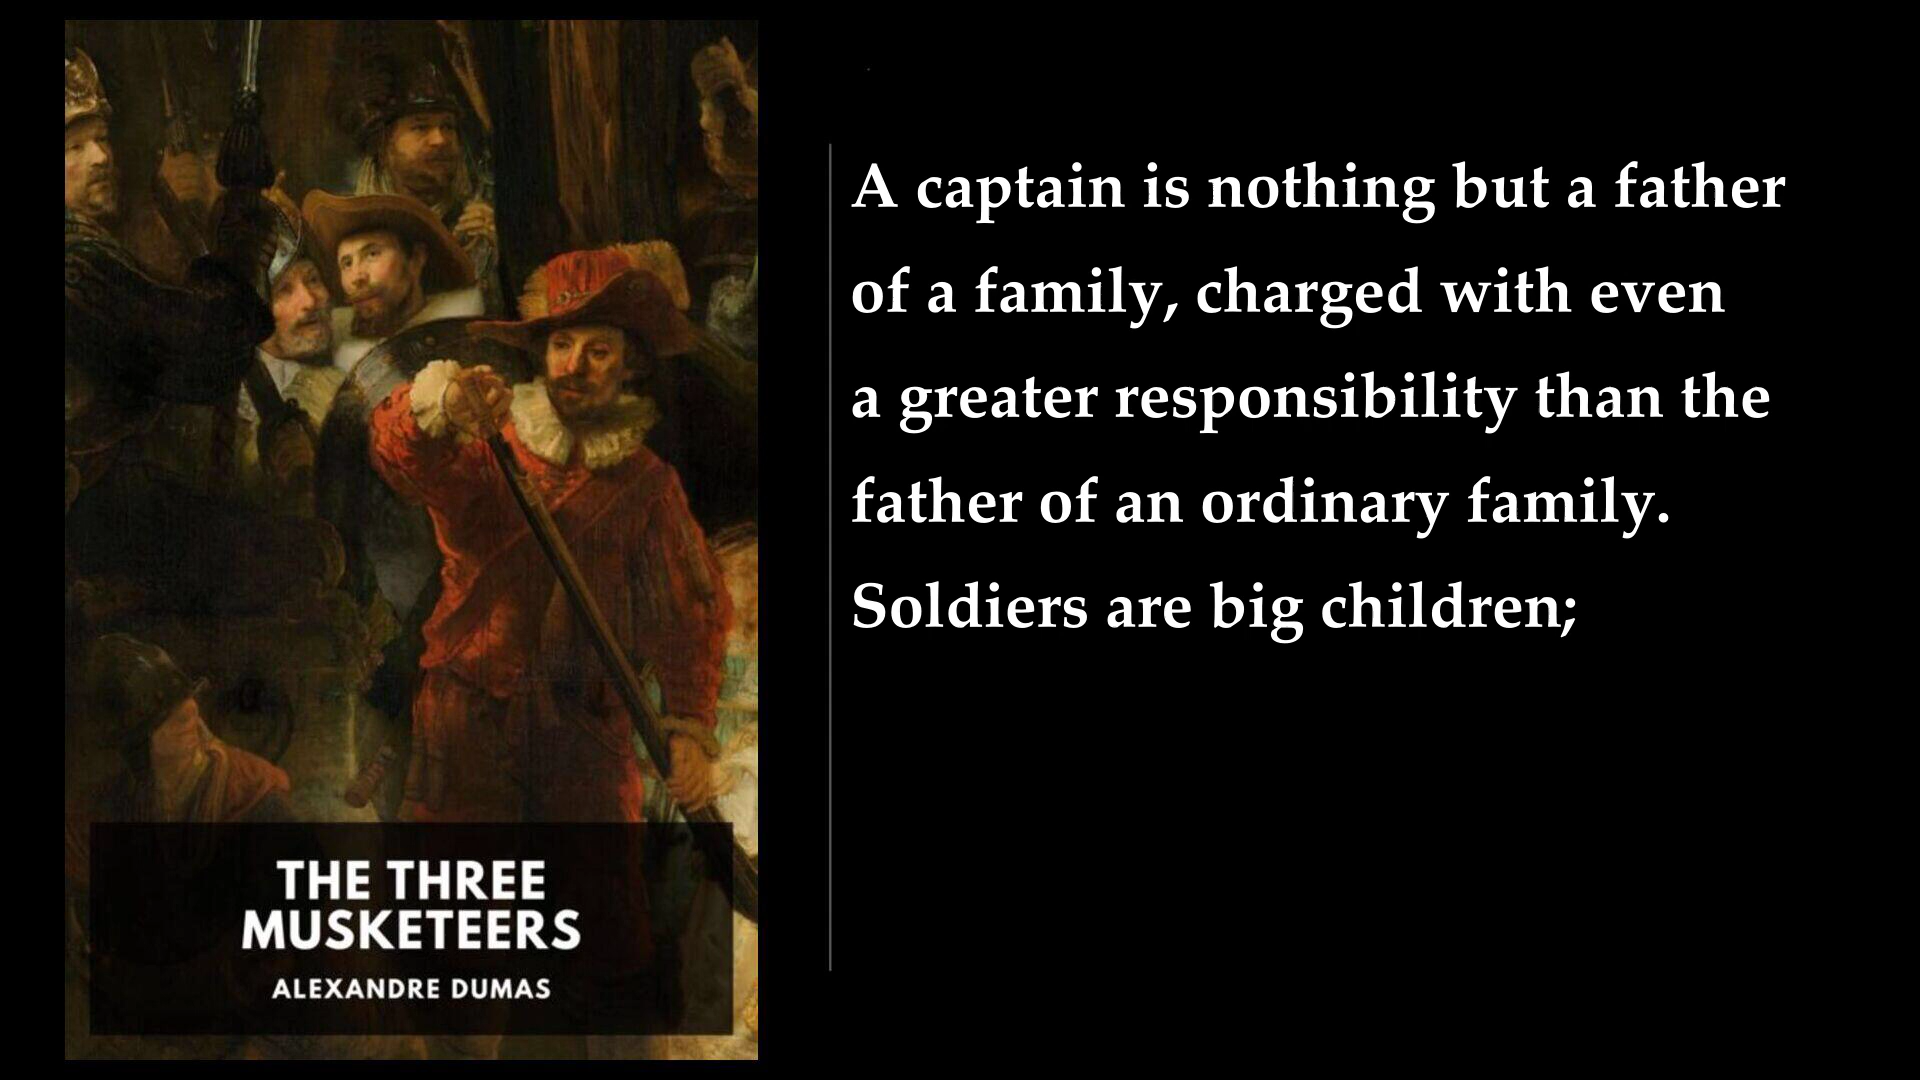 A captain is nothing but a father
of a family, charged with even
a greater responsibility than the
father of an ordinary family.
Soldiers are big children;
THE THREE
MUSKETEERS
ALEXANDRE DUMAS